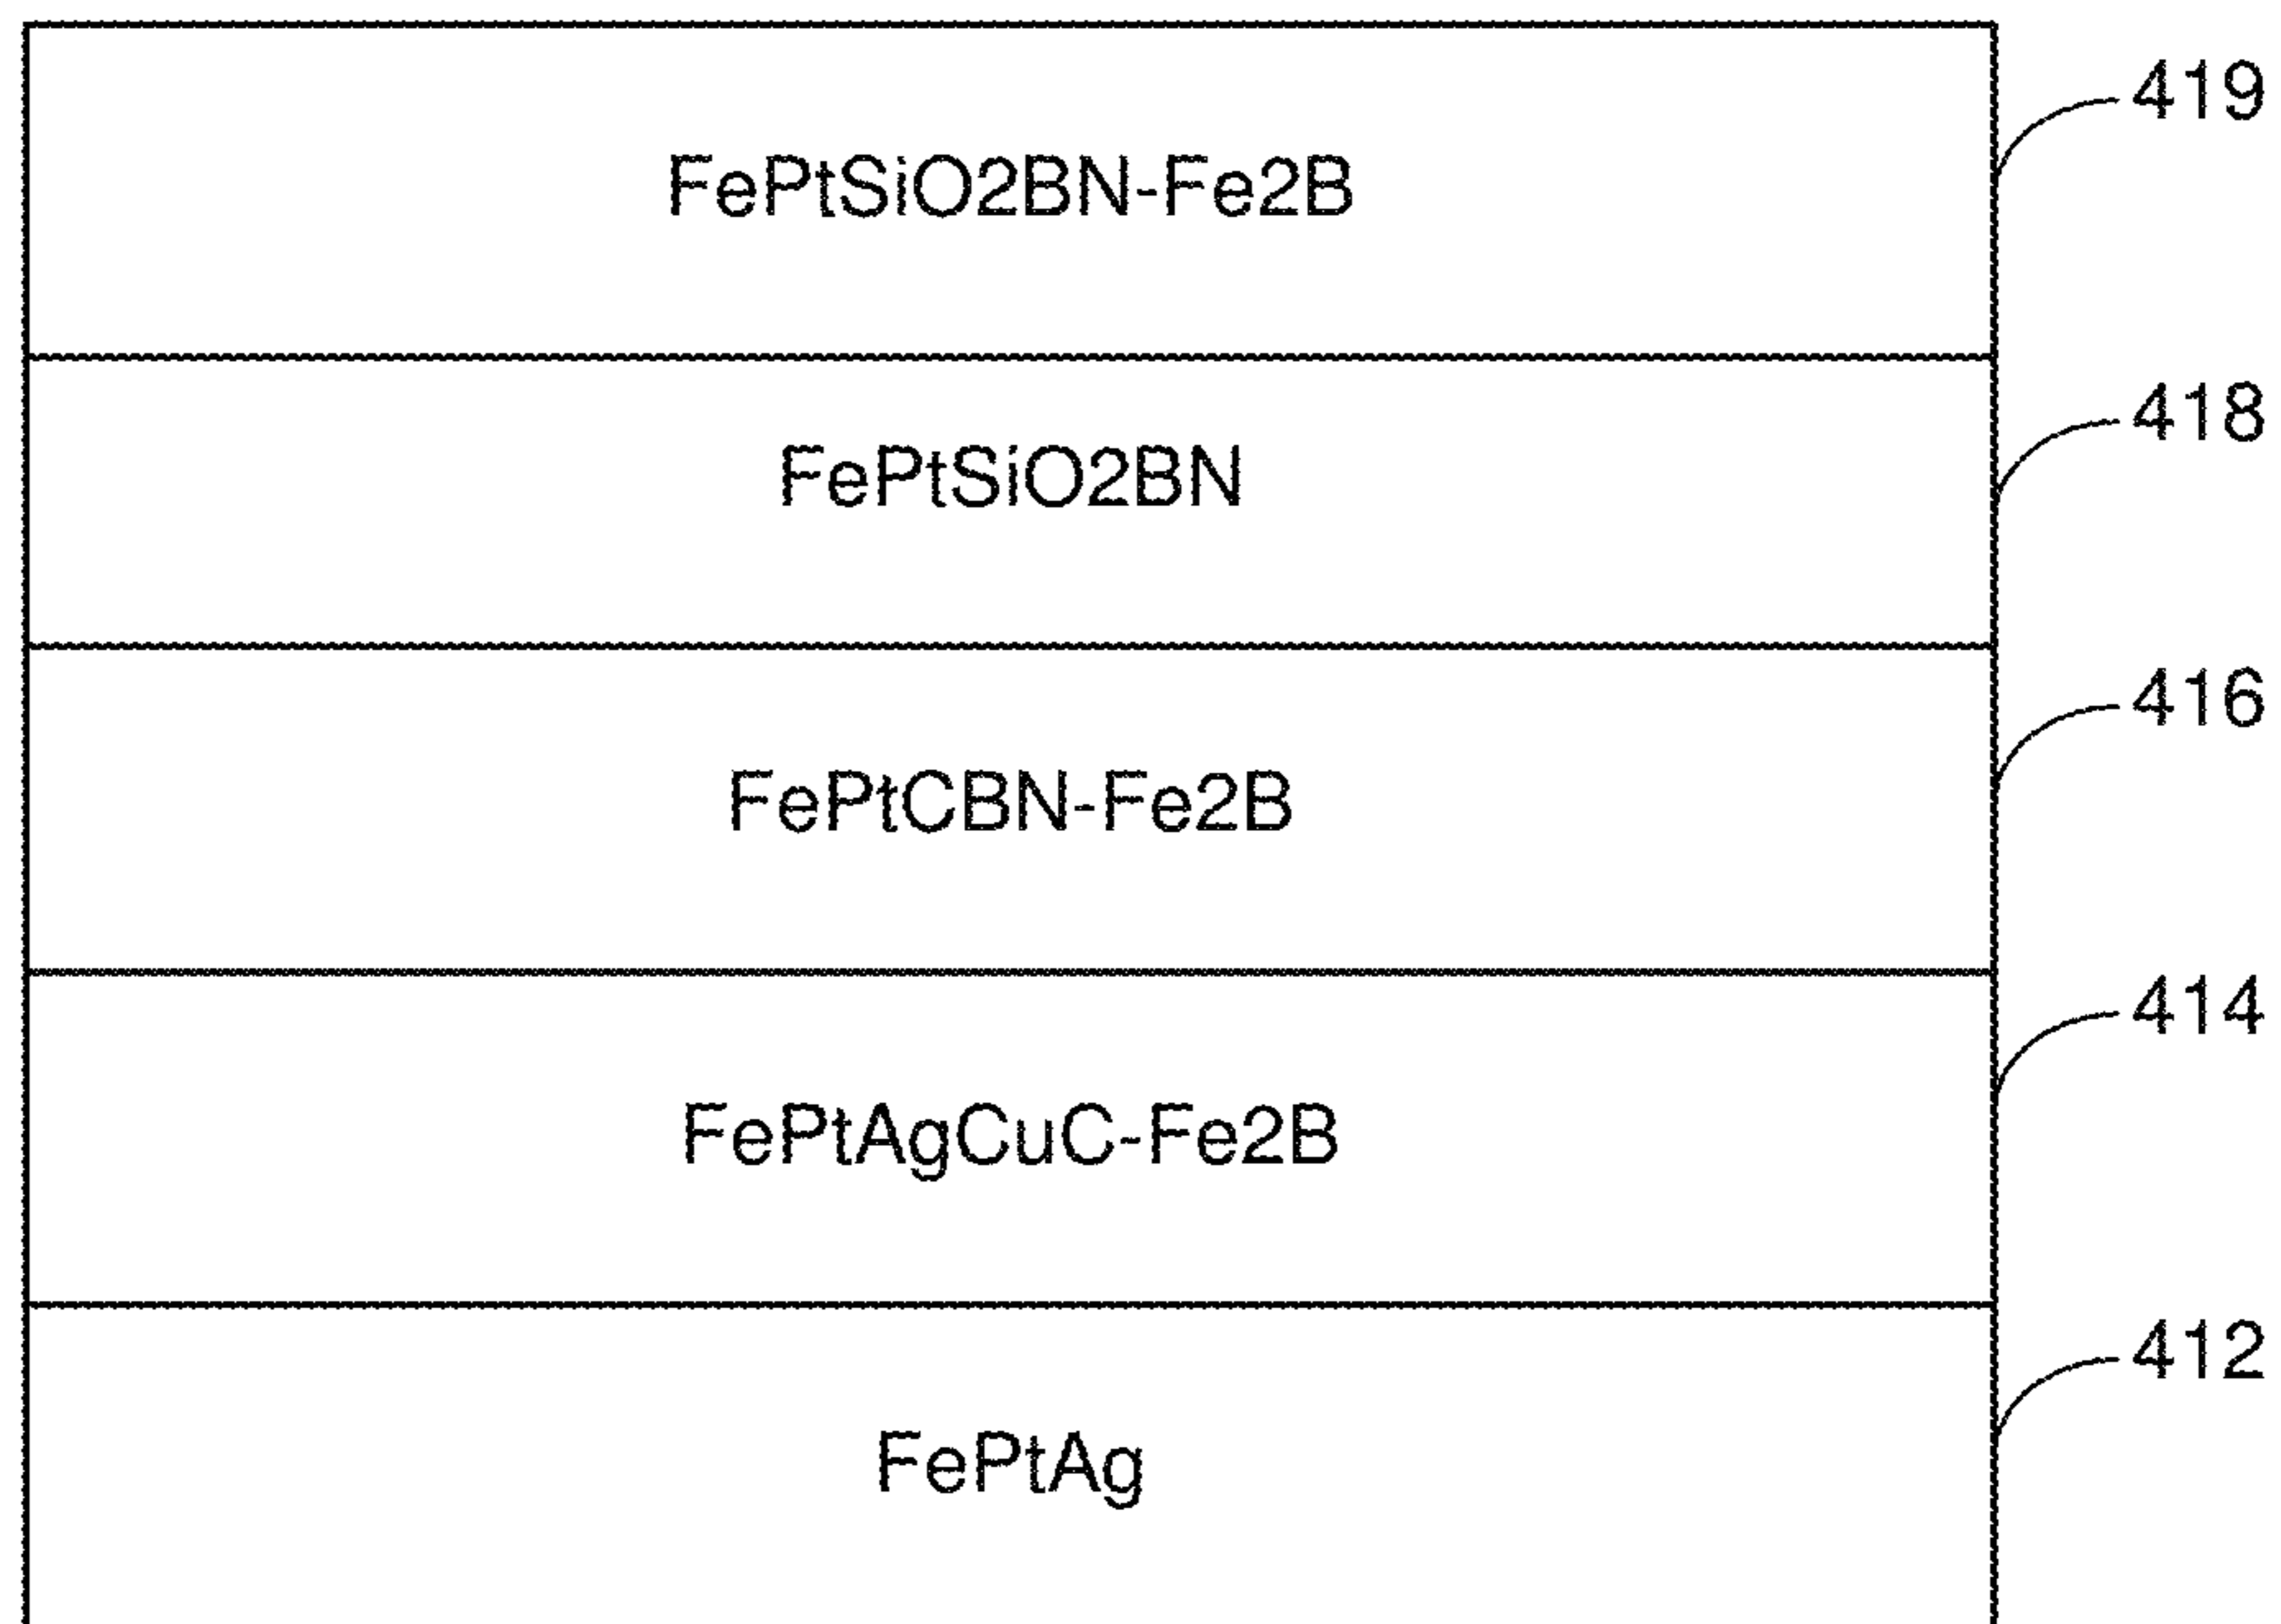 419
FePtSiO2BN-Fe2B
418
FePtSiO2BN
416
FePtCBN-Fe2B
414
FePtAgCuC-Fe2B
412
FePtAg